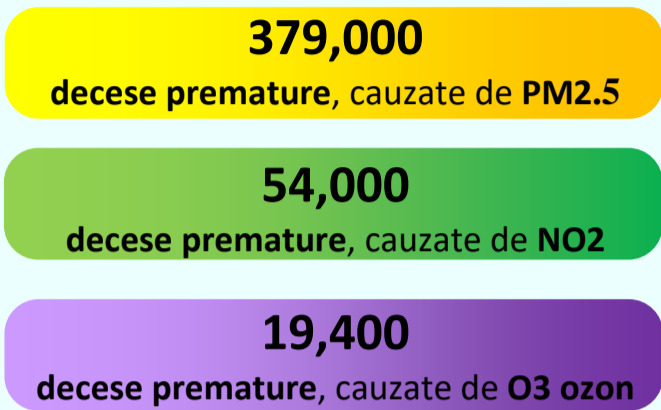 379,000
decese premature, cauzate de PM2.5
54,000
decese premature, cauzate de NO2
19,400
decese premature, cauzate de O3 ozon